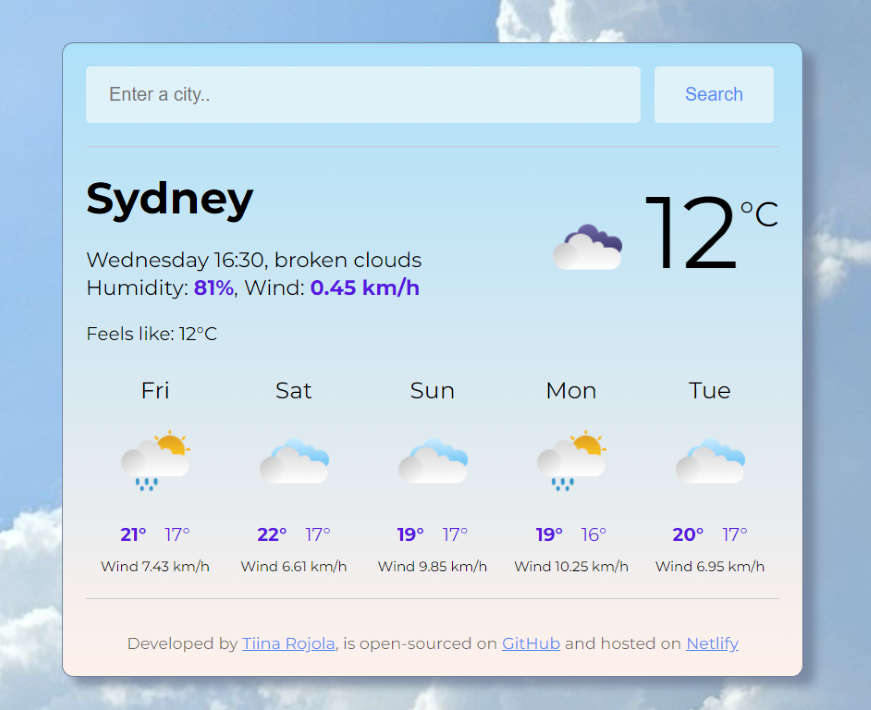 Enter a city..
Search
Sydney
12°C
Wednesday 16:30, broken clouds
Humidity: 81%, Wind: 0.45 km/h
Feels like: 12°C
Fri Sat Sun Mon Tue
21° 17° 22° 17° 19° 17° 19° 16° 20° 17°
Wind 7.43 km/h Wind 6.61 km/h Wind 9.85 km/h Wind 10.25 km/h Wind 6.95 km/h
Developed by Tiina Rojola, is open-sourced on GitHub and hosted on Netlify